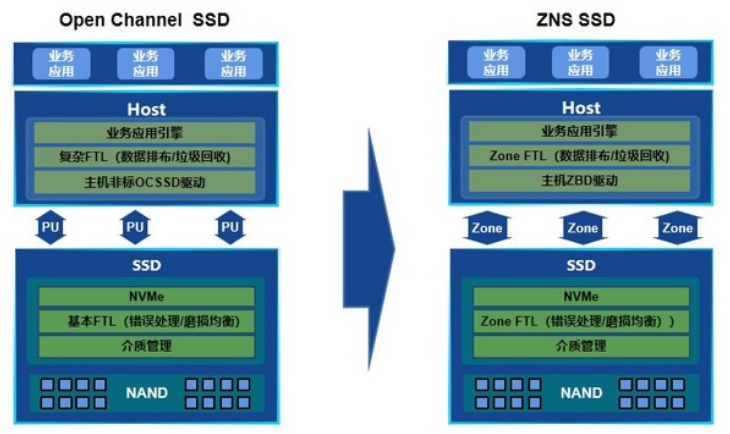 Open Channel SSD
业务
应用
业务
应用
业务
应用
Host
业务应用引擎
复杂FTL（数据排布/垃圾回收)
主机非标OCSSD驱动
PU
PU
PU
SSD
NVMe
基本FTL（错误处理/磨损均衡)
介质管理
NAND
ZNS SSD
业务
应用
业务
应用
业务
应用
Host
业务应用引擎
Zone FTL（数据排布/垃圾回收)
主机ZBD驱动
Zone
Zone
Zone
SSD
NVMe
Zone FTL（错误处理/磨损均衡））
介质管理
NAND